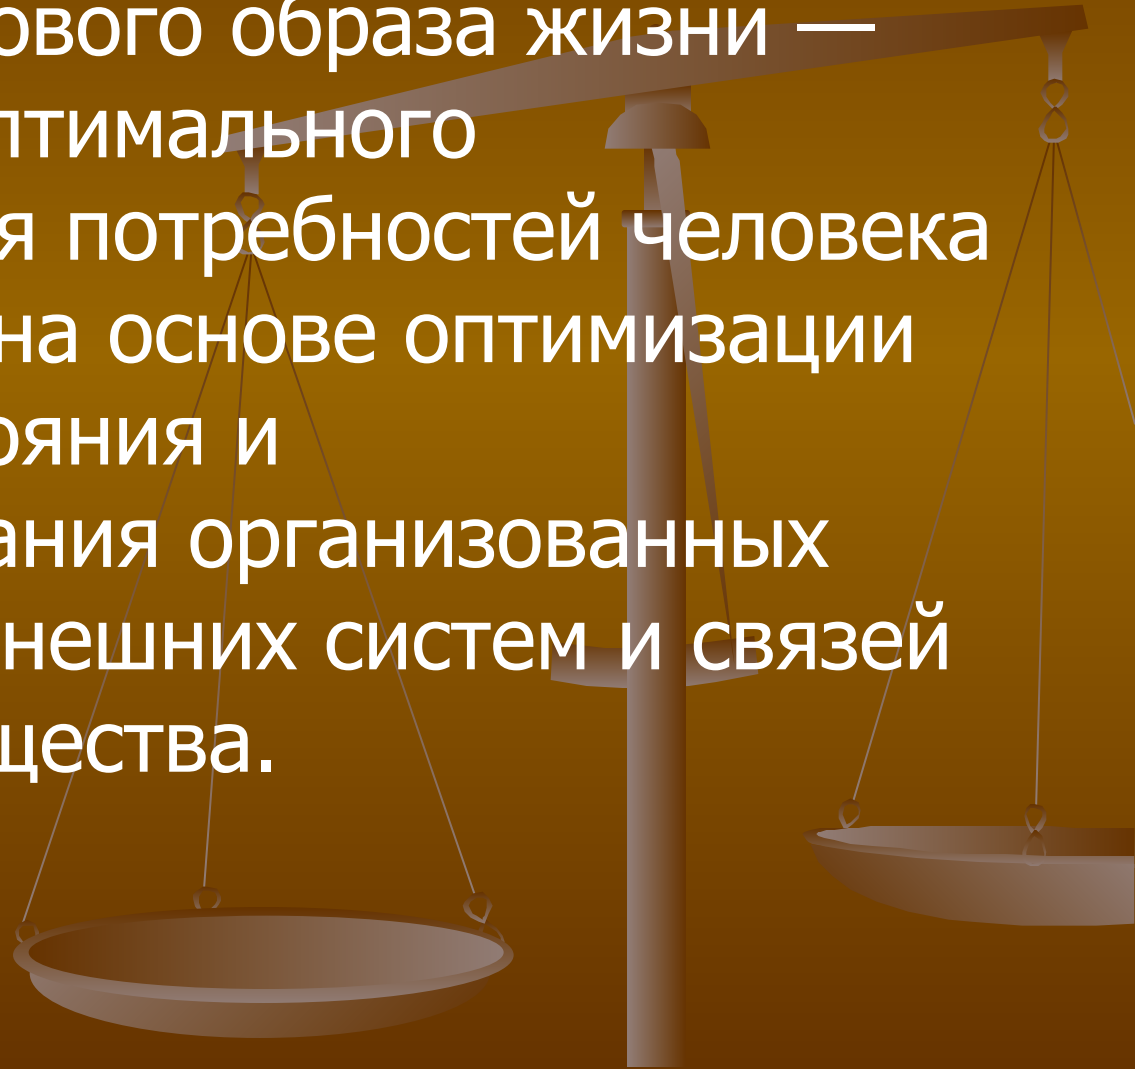 ового образа жизни —
птимального
я потребностей человека
на основе оптимизации
ояния и
ания организованных
нешних систем и связей
щества.